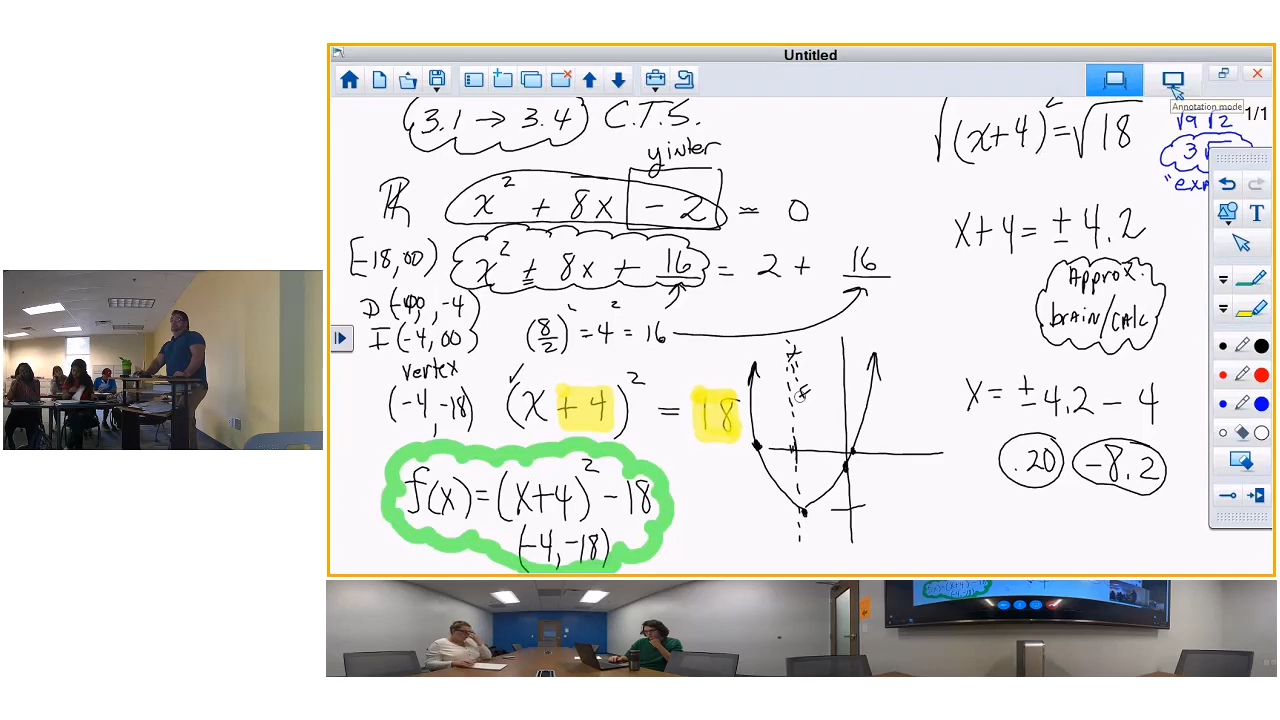 Untitled
Annotation mode
1/1
(3.1 → 3.4) C.T.S.
yinter
ℝ x² + 8x - 2 = 0
[-18,∞) x² + 8x + 16 = 2 + 16
D (-∞, -4)
I (-4, ∞)
(8/2)² = 4² = 16
vertex
(-4, -18) (x + 4)² = 18
f(x) = (x+4)² - 18
(-4, -18)
√(x+4)² = √18
√9 √2
3
x+4 = ± 4.2
Approx.
brain/CALC
x = ± 4.2 - 4
.20 -8.2
T